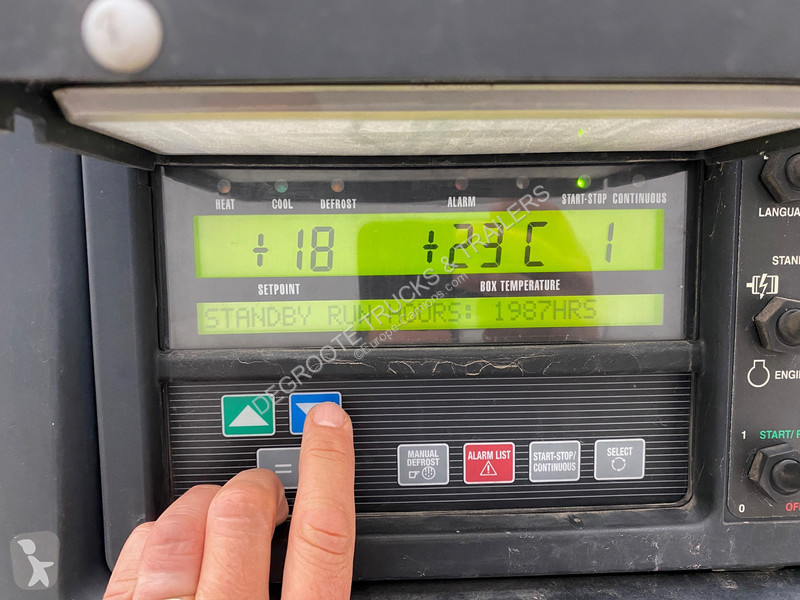 HEAT COOL DEFROST ALARM START-STOP CONTINUOUS
+18 +23 C 1
SETPOINT BOX TEMPERATURE
STANDBY RUN HOURS: 1987HRS
DEGROOTE TRUCKS & TRAILERS
=
MANUAL DEFROST
ALARM LIST
START-STOP/
CONTINUOUS
SELECT
LANGUA
STAN
ENGI
1 START/
0 OF